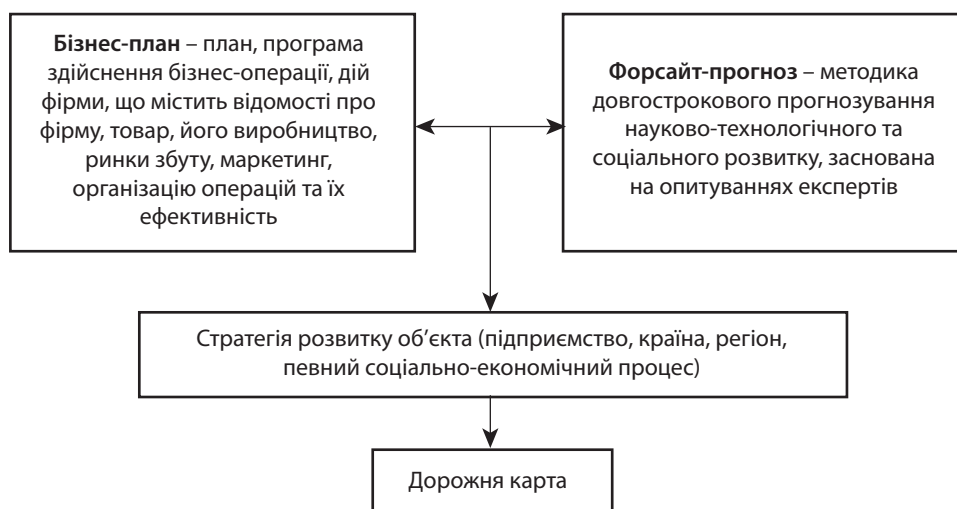 Бізнес-план – план, програма
здійснення бізнес-операції, дій
фірми, що містить відомості про
фірму, товар, його виробництво,
ринки збуту, маркетинг,
організацію операцій та їх
ефективність
Форсайт-прогноз – методика
довгострокового прогнозування
науково-технологічного та
соціального розвитку, заснована
на опитуваннях експертів
Стратегія розвитку об’єкта (підприємство, країна, регіон,
певний соціально-економічний процес)
Дорожня карта